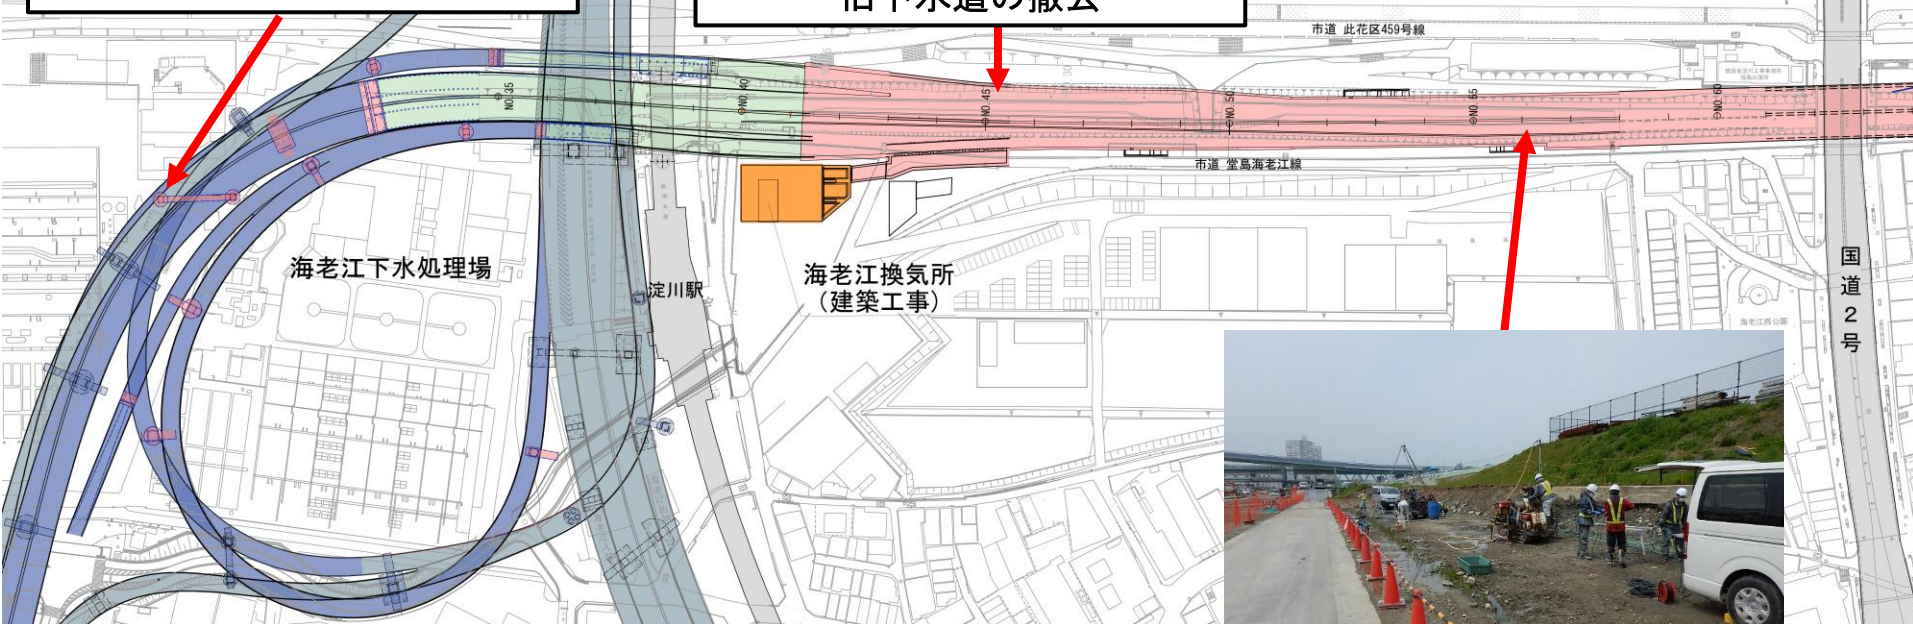 旧下水道の撤去
市道 此花区459号線
NO.35
NO.40
NO.45
NO.50
NO.55
NO.60
市道 堂島海老江線
海老江下水処理場
淀川駅
海老江換気所
（建築工事）
国道2号
海老江西公園